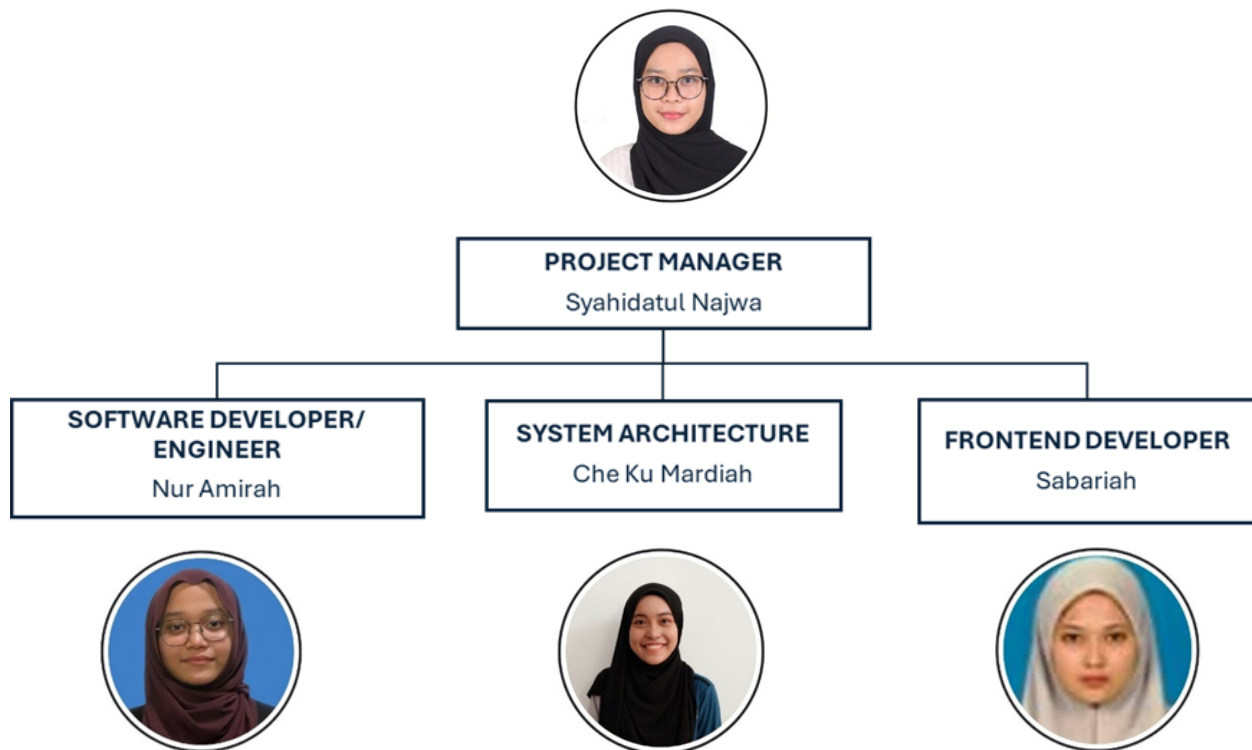 PROJECT MANAGER
Syahidatul Najwa
SOFTWARE DEVELOPER/
ENGINEER
Nur Amirah
SYSTEM ARCHITECTURE
Che Ku Mardiah
FRONTEND DEVELOPER
Sabariah